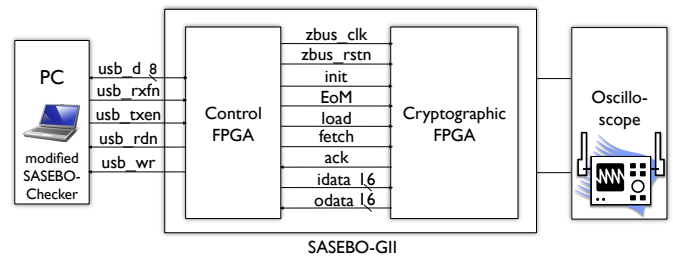 PC
modified
SASEBO-
Checker
usb_d 8
usb_rxfn
usb_txen
usb_rdn
usb_wr
Control
FPGA
zbus_clk
zbus_rstn
init
EoM
load
fetch
ack
idata 16
odata 16
Cryptographic
FPGA
Oscillo-
scope
SASEBO-GII